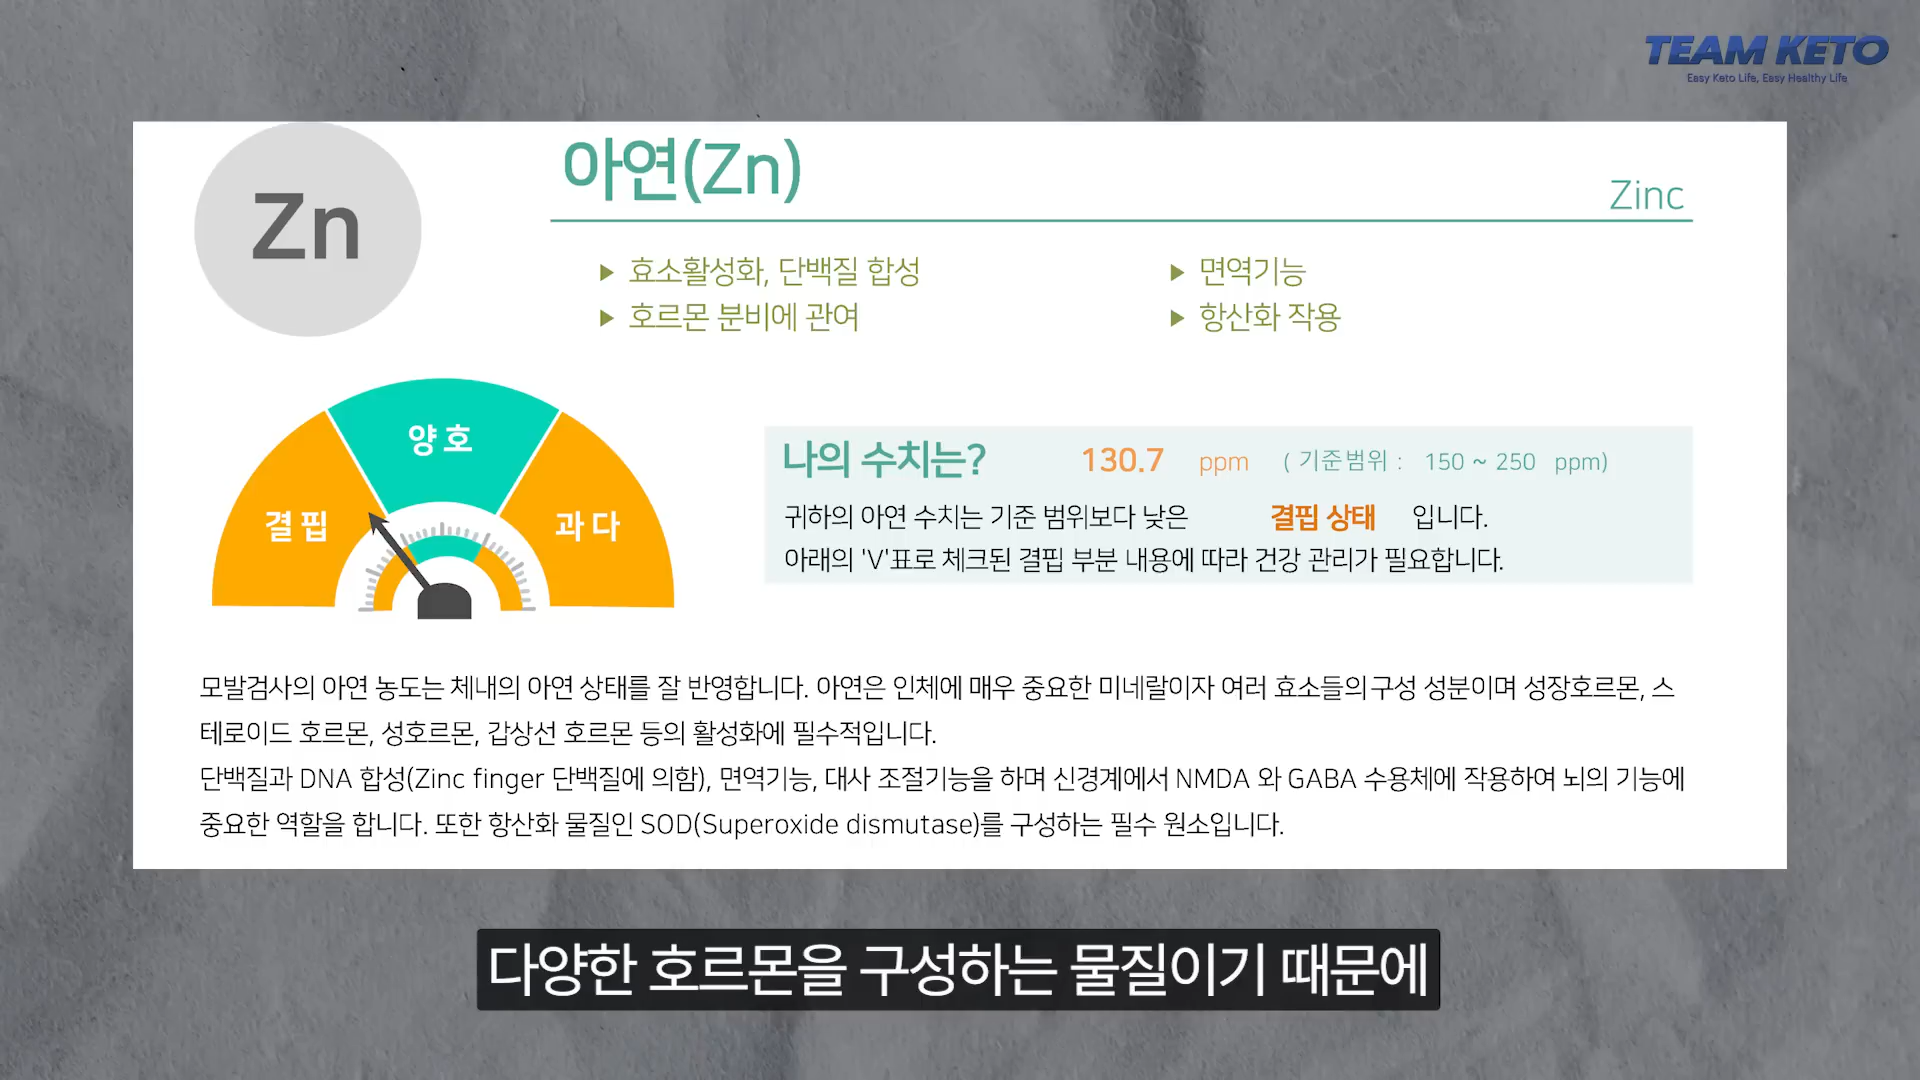 TEAM KETO
Easy Keto Life, Easy Healthy Life
Zn
아연(Zn)
Zinc
▶ 효소활성화, 단백질 합성
▶ 면역기능
▶ 호르몬 분비에 관여
▶ 항산화 작용
양호
결핍
과다
나의 수치는? 130.7 ppm ( 기준범위 : 150 ~ 250 ppm)
귀하의 아연 수치는 기준 범위보다 낮은 결핍 상태 입니다.
아래의 'V'표로 체크된 결핍 부분 내용에 따라 건강 관리가 필요합니다.
모발검사의 아연 농도는 체내의 아연 상태를 잘 반영합니다. 아연은 인체에 매우 중요한 미네랄이자 여러 효소들의구성 성분이며 성장호르몬, 스
테로이드 호르몬, 성호르몬, 갑상선 호르몬 등의 활성화에 필수적입니다.
단백질과 DNA 합성(Zinc finger 단백질에 의함), 면역기능, 대사 조절기능을 하며 신경계에서 NMDA 와 GABA 수용체에 작용하여 뇌의 기능에
중요한 역할을 합니다. 또한 항산화 물질인 SOD(Superoxide dismutase)를 구성하는 필수 원소입니다.
다양한 호르몬을 구성하는 물질이기 때문에